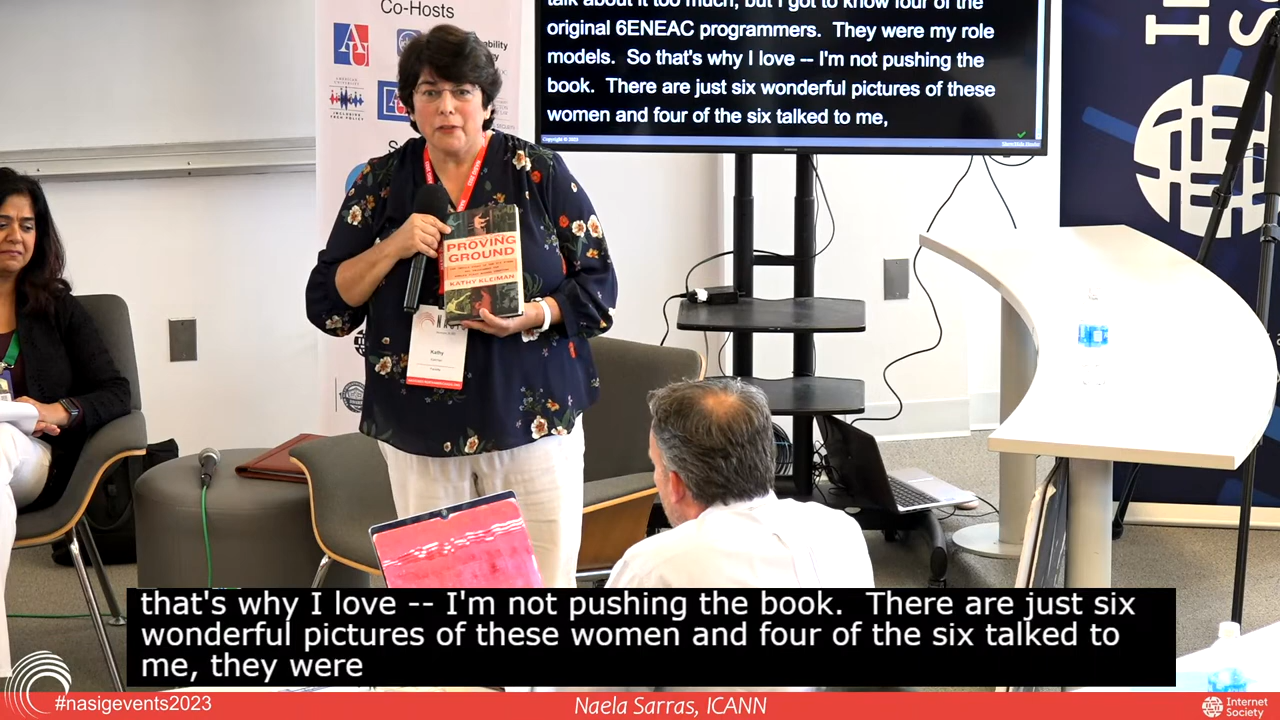 Co-Hosts
talk about it too much, but I got to know four of the
original 6ENEAC programmers. They were my role
models. So that's why I love -- I'm not pushing the
book. There are just six wonderful pictures of these
women and four of the six talked to me,
PROVING
GROUND
KATHY KLEIMAN
Kathy
that's why I love -- I'm not pushing the book. There are just six
wonderful pictures of these women and four of the six talked to
me, they were
#nasigevents2023
Naela Sarras, ICANN
Internet
Society